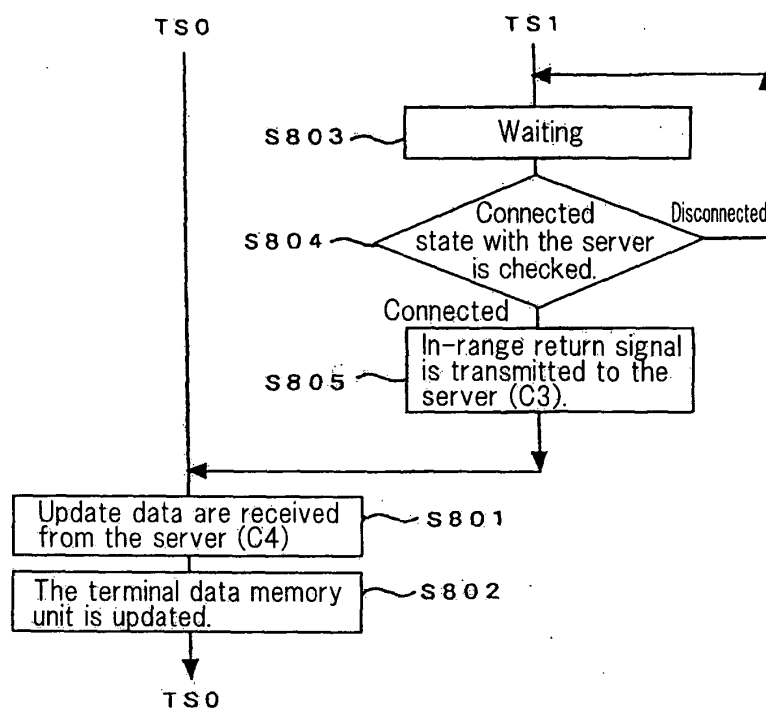 TS0
TS1
S803
Waiting
S804
Connected
state with the server
is checked.
Disconnected
Connected
S805
In-range return signal
is transmitted to the
server (C3).
Update data are received
from the server (C4)
S801
The terminal data memory
unit is updated.
S802
TS0